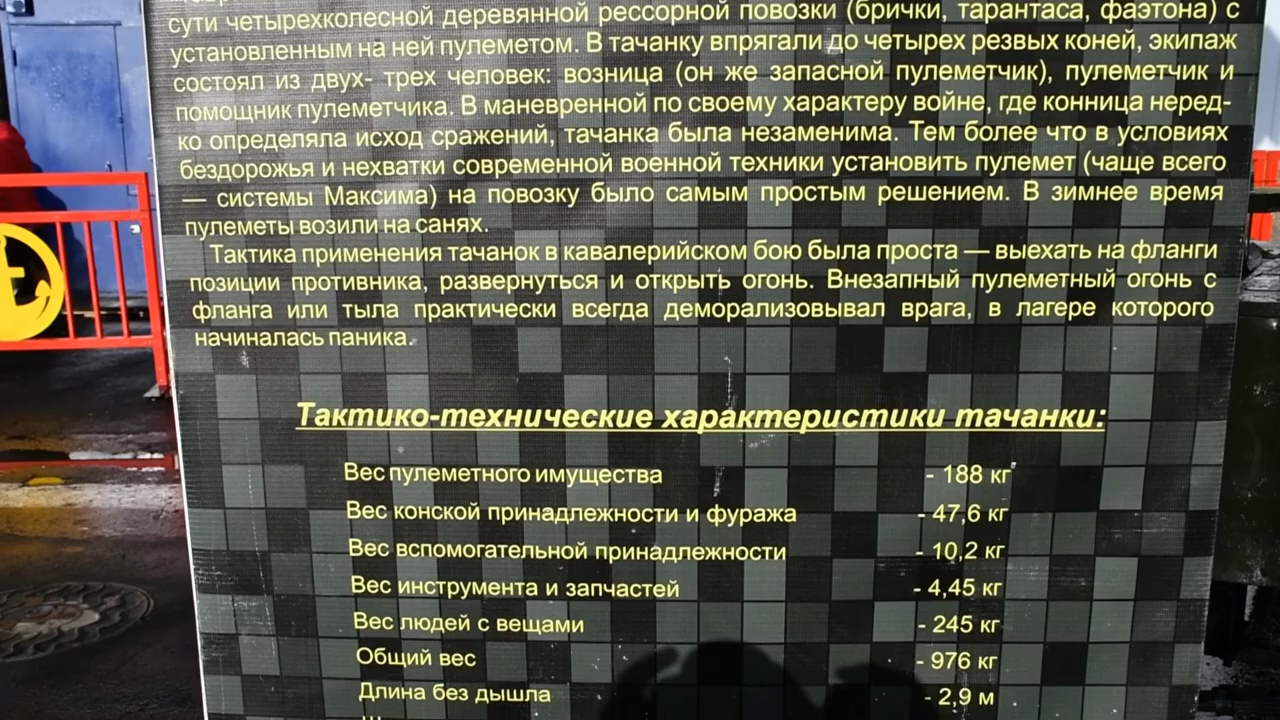 сути четырехколесной деревянной рессорной повозки (брички, тарантаса, фаэтона) с
установленным на ней пулеметом. В тачанку впрягали до четырех резвых коней, экипаж
состоял из двух- трех человек: возница (он же запасной пулеметчик), пулеметчик и
помощник пулеметчика. В маневренной по своему характеру войне, где конница неред-
ко определяла исход сражений, тачанка была незаменима. Тем более что в условиях
бездорожья и нехватки современной военной техники установить пулемет (чаще всего
— системы Максима) на повозку было самым простым решением. В зимнее время
пулеметы возили на санях.
Тактика применения тачанок в кавалерийском бою была проста — выехать на фланги
позиции противника, развернуться и открыть огонь. Внезапный пулеметный огонь с
фланга или тыла практически всегда деморализовывал врага, в лагере которого
начиналась паника.
Тактико-технические характеристики тачанки:
Вес пулеметного имущества - 188 кг
Вес конской принадлежности и фуража - 47,6 кг
Вес вспомогательной принадлежности - 10,2 кг
Вес инструмента и запчастей - 4,45 кг
Вес людей с вещами - 245 кг
Общий вес - 976 кг
Длина без дышла - 2,9 м